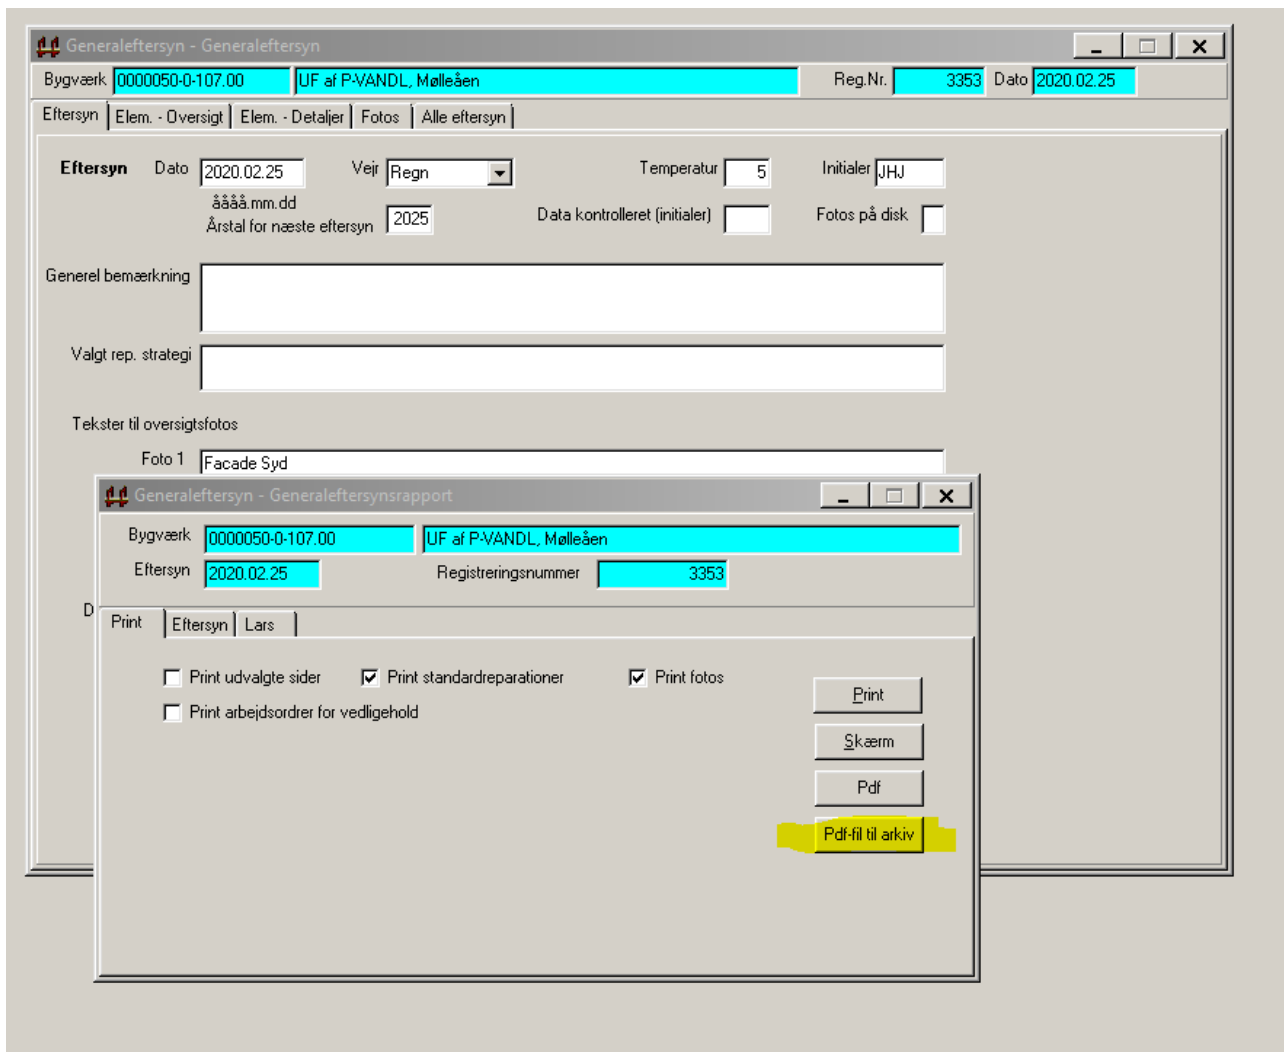 Generaleftersyn - Generaleftersyn
Bygværk 0000050-0-107.00 UF af P-VANDL, Mølleåen Reg.Nr. 3353 Dato 2020.02.25
Eftersyn Elem. - Oversigt Elem. - Detaljer Fotos Alle eftersyn
Eftersyn Dato 2020.02.25 Vejr Regn Temperatur 5 Initialer JHJ
åååå.mm.dd
Årstal for næste eftersyn 2025 Data kontrolleret (initialer) Fotos på disk
Generel bemærkning
Valgt rep. strategi
Tekster til oversigtsfotos
Foto 1 Facade Syd
Generaleftersyn - Generaleftersynsrapport
Bygværk 0000050-0-107.00 UF af P-VANDL, Mølleåen
Eftersyn 2020.02.25 Registreringsnummer 3353
D
Print Eftersyn Lars
Print udvalgte sider Print standardreparationer Print fotos
Print arbejdsordrer for vedligehold
Print
Skærm
Pdf
Pdf-fil til arkiv